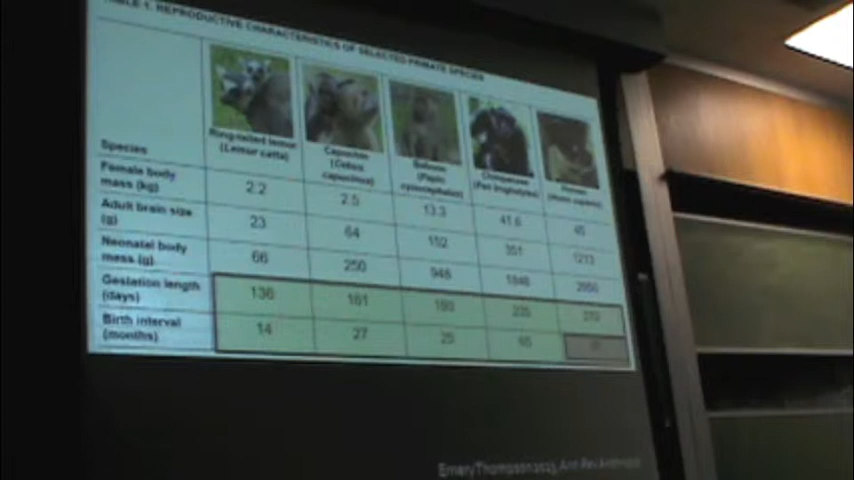 TABLE 1. REPRODUCTIVE CHARACTERISTICS OF SELECTED PRIMATE SPECIES
Species
Ring-tailed lemur
(Lemur catta)
Capuchin
(Cebus
capucinus)
Baboon
(Papio
cynocephalus)
Chimpanzee
(Pan troglodytes)
Human
(Homo sapiens)
Female body
mass (kg)
2.2 2.5 13.3 41.6 45
Adult brain size
(g)
23 64 152 351 1213
Neonatal body
mass (g)
66 250 948 1846 2950
Gestation length
(days)
136 161 180 235 270
Birth interval
(months)
14 27 25 65
Emery Thompson 2013, Ann Rev Anthropol